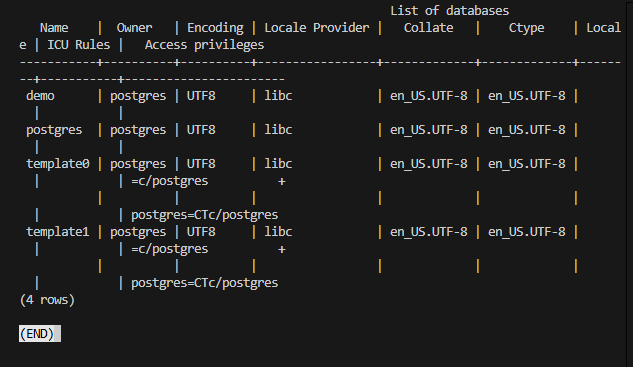 List of databases
Name | Owner | Encoding | Locale Provider | Collate | Ctype | Local
e | ICU Rules | Access privileges
-----------+----------+----------+-----------------+-------------+-------------+------
--+-----------+-----------------------
demo | postgres | UTF8 | libc | en_US.UTF-8 | en_US.UTF-8 |
| |
postgres | postgres | UTF8 | libc | en_US.UTF-8 | en_US.UTF-8 |
| |
template0 | postgres | UTF8 | libc | en_US.UTF-8 | en_US.UTF-8 |
| | =c/postgres +
| | | | | |
| | postgres=CTc/postgres
template1 | postgres | UTF8 | libc | en_US.UTF-8 | en_US.UTF-8 |
| | =c/postgres +
| | | | | |
| | postgres=CTc/postgres
(4 rows)
(END)